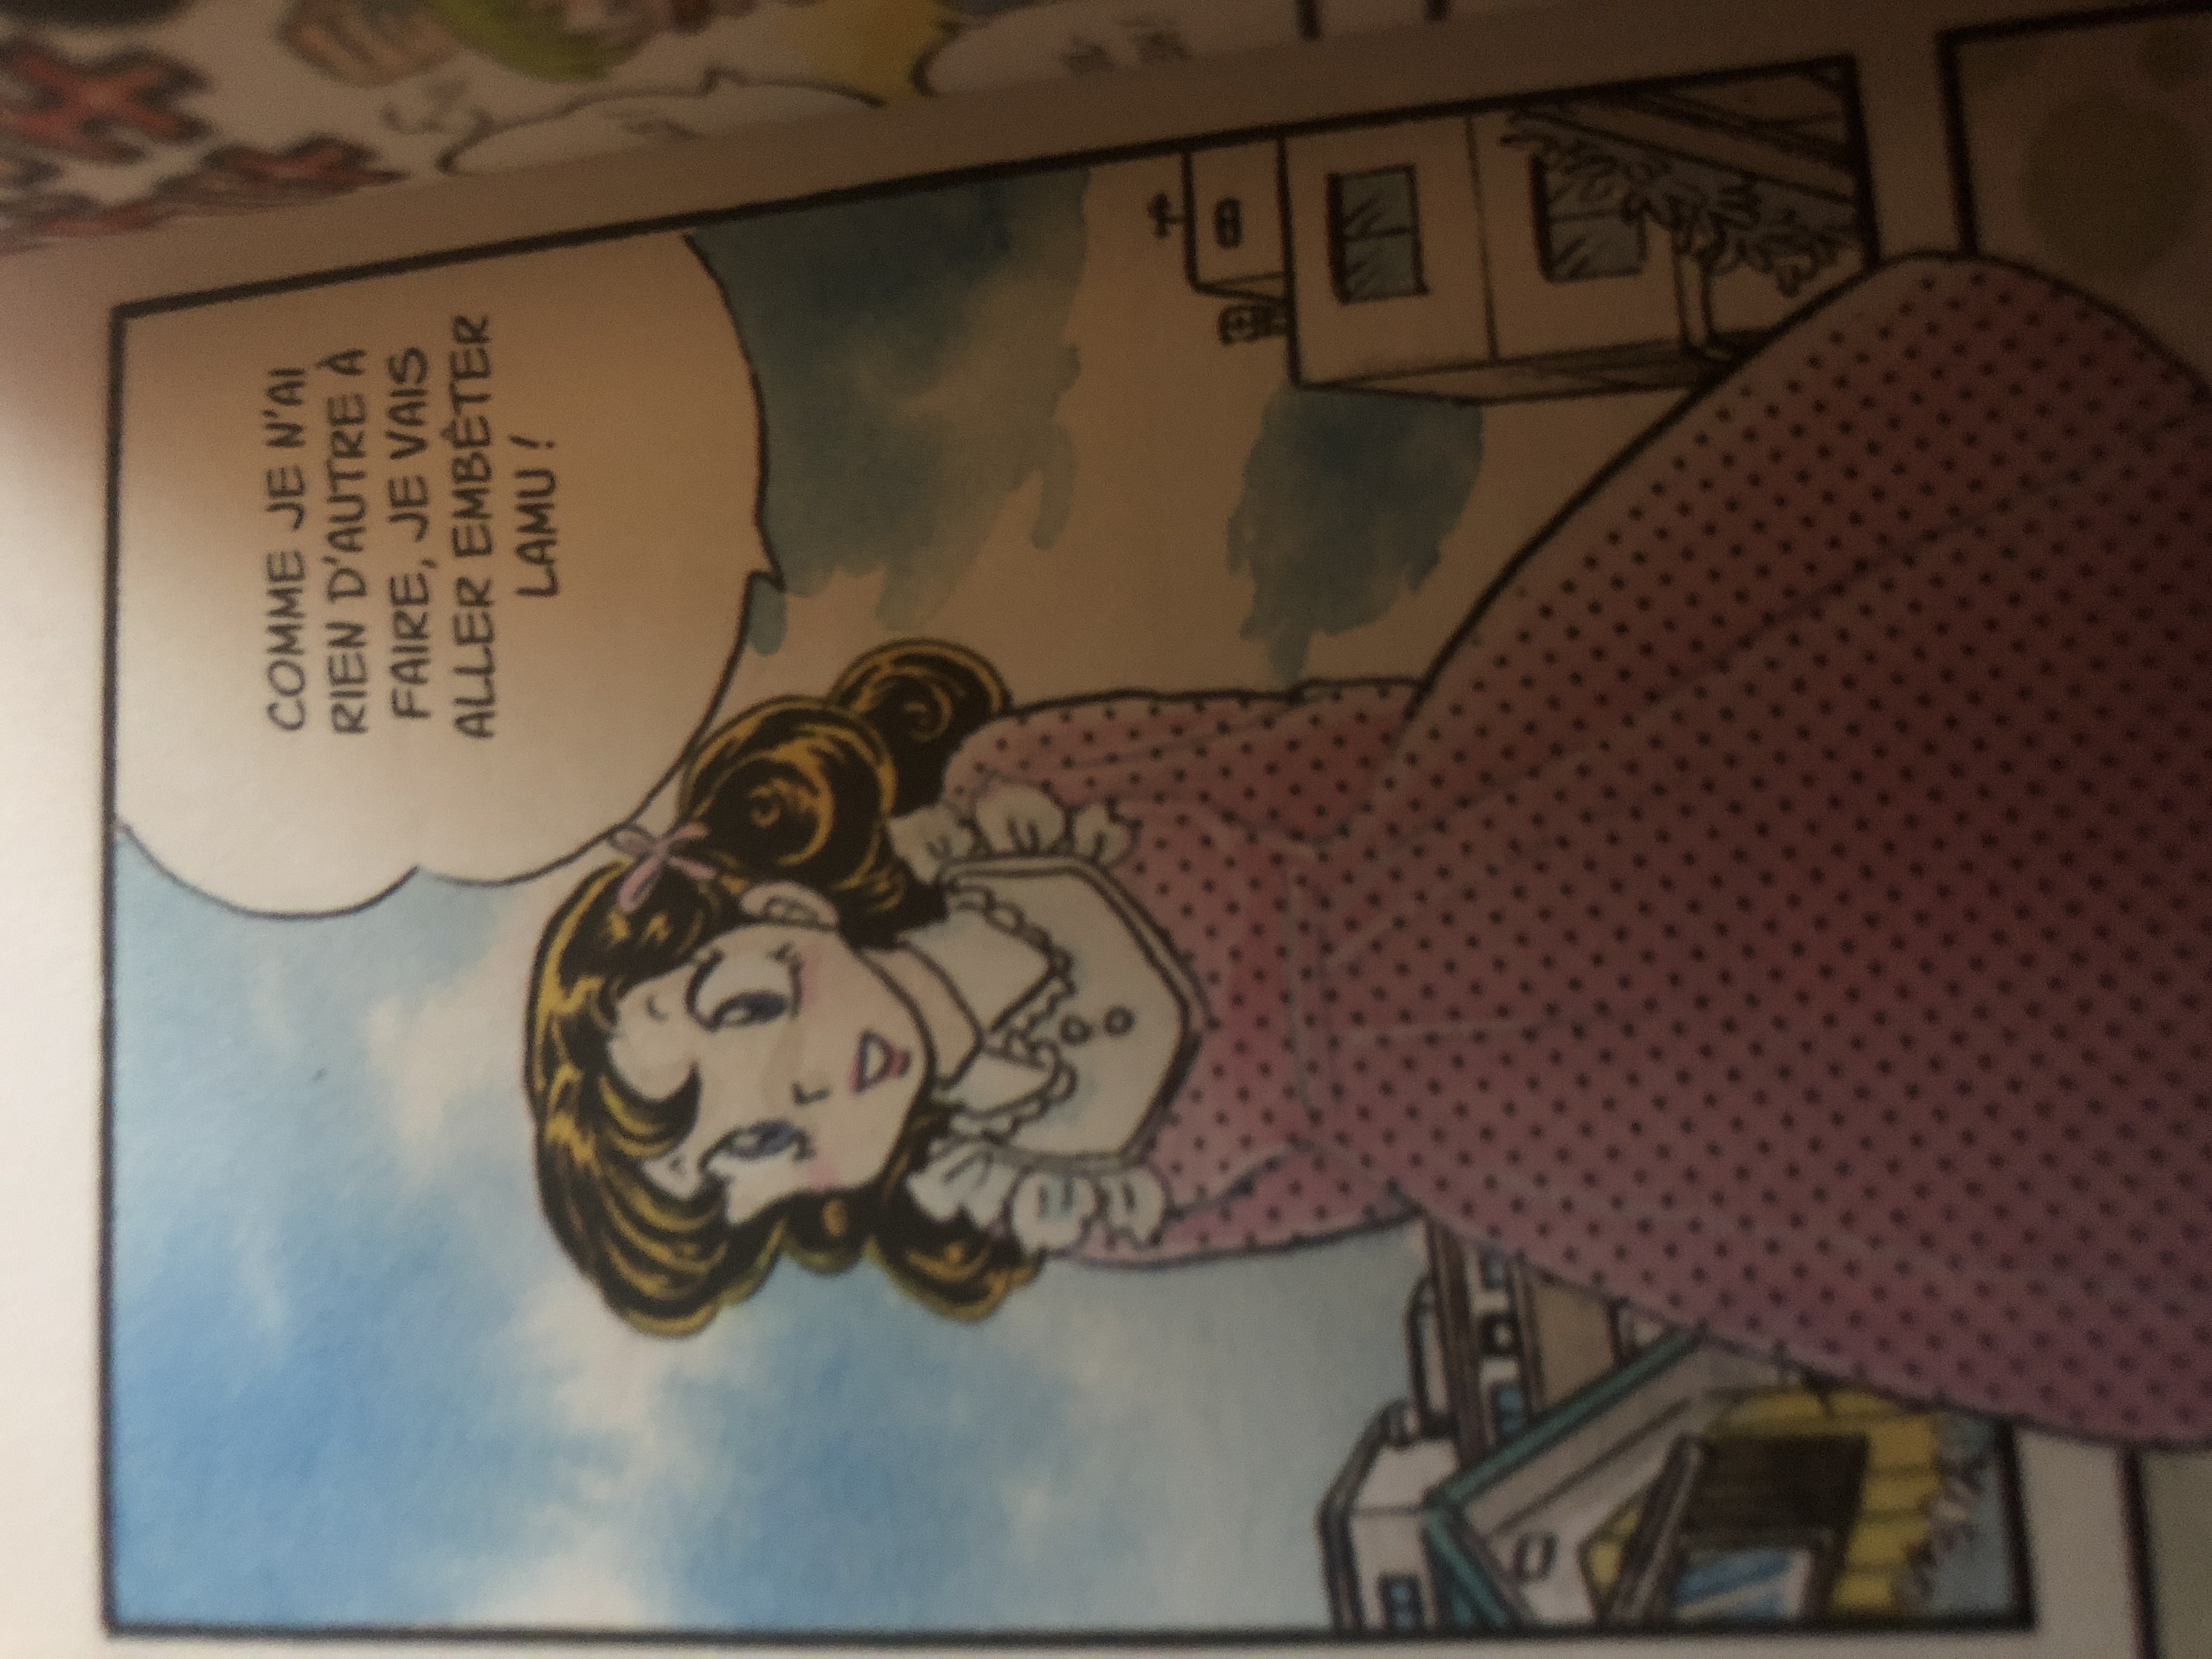 COMME JE N'AI
RIEN D'AUTRE À
FAIRE, JE VAIS
ALLER EMBÊTER
LAMU !